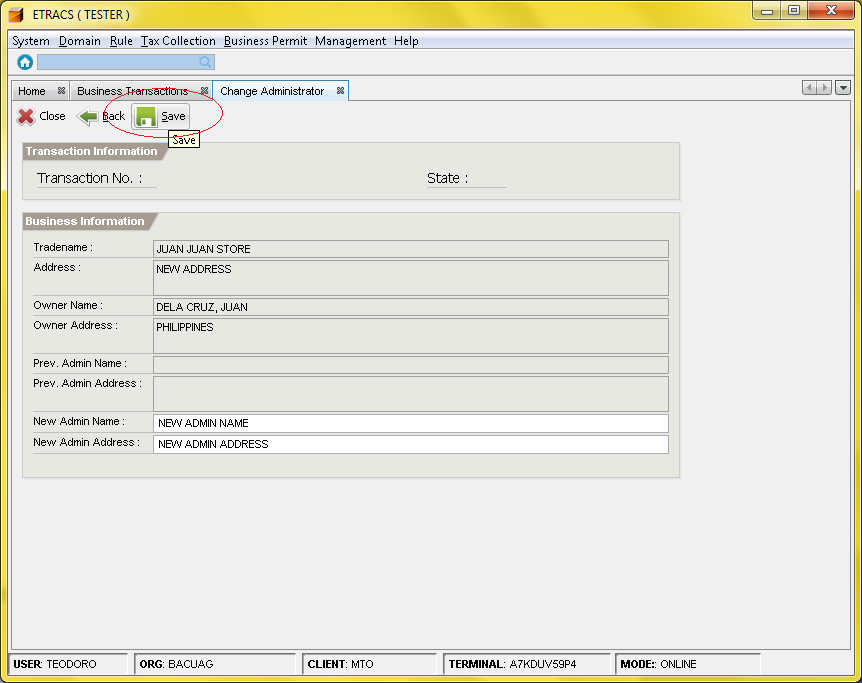 ETRACS ( TESTER )
System Domain Rule Tax Collection Business Permit Management Help
Home Business Transactions Change Administrator
Close Back Save
Save
Transaction Information
Transaction No. : State :
Business Information
Tradename : JUAN JUAN STORE
Address : NEW ADDRESS
Owner Name : DELA CRUZ, JUAN
Owner Address : PHILIPPINES
Prev. Admin Name :
Prev. Admin Address :
New Admin Name : NEW ADMIN NAME
New Admin Address : NEW ADMIN ADDRESS
USER: TEODORO ORG: BACUAG CLIENT: MTO TERMINAL: A7KDUV59P4 MODE:: ONLINE